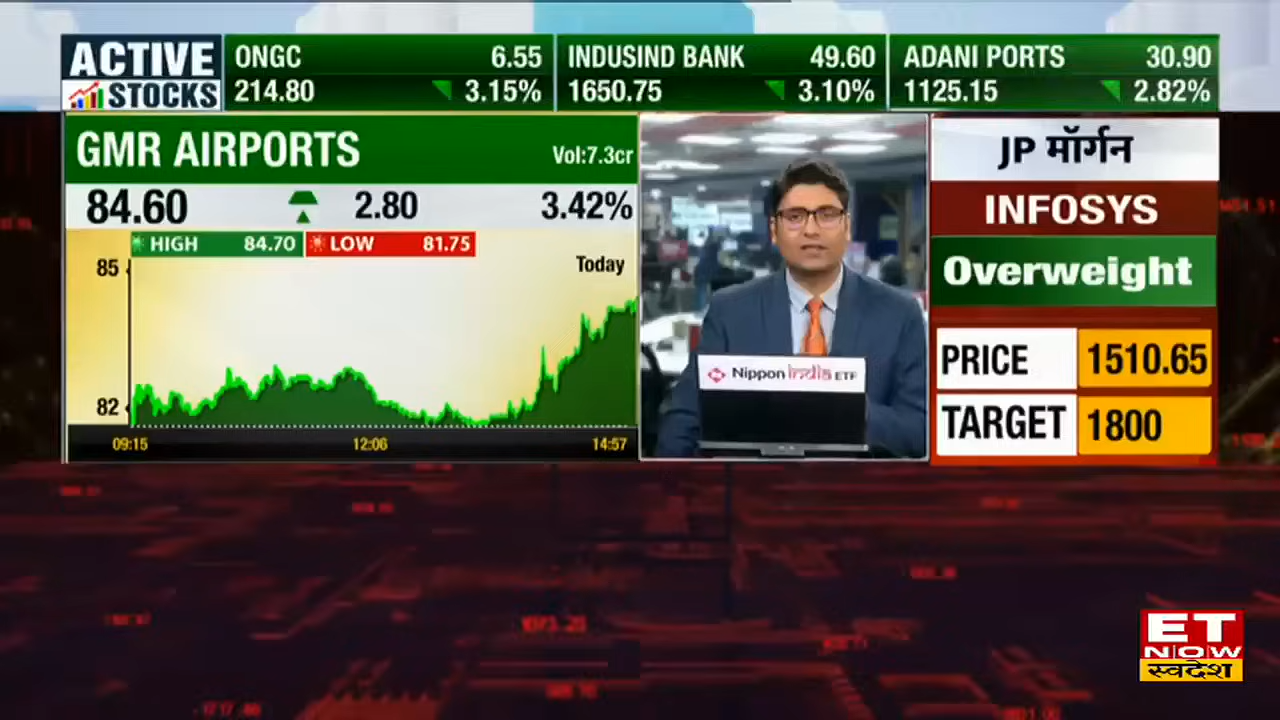 ACTIVE STOCKS
ONGC 6.55
214.80 3.15%
INDUSIND BANK 49.60
1650.75 3.10%
ADANI PORTS 30.90
1125.15 2.82%
GMR AIRPORTS Vol:7.3cr
84.60 2.80 3.42%
HIGH 84.70 LOW 81.75
Today
85
82
09:15 12:06 14:57
Nippon india ETF
JP मॉर्गन
INFOSYS
Overweight
PRICE 1510.65
TARGET 1800
ET
NOW
स्वदेश